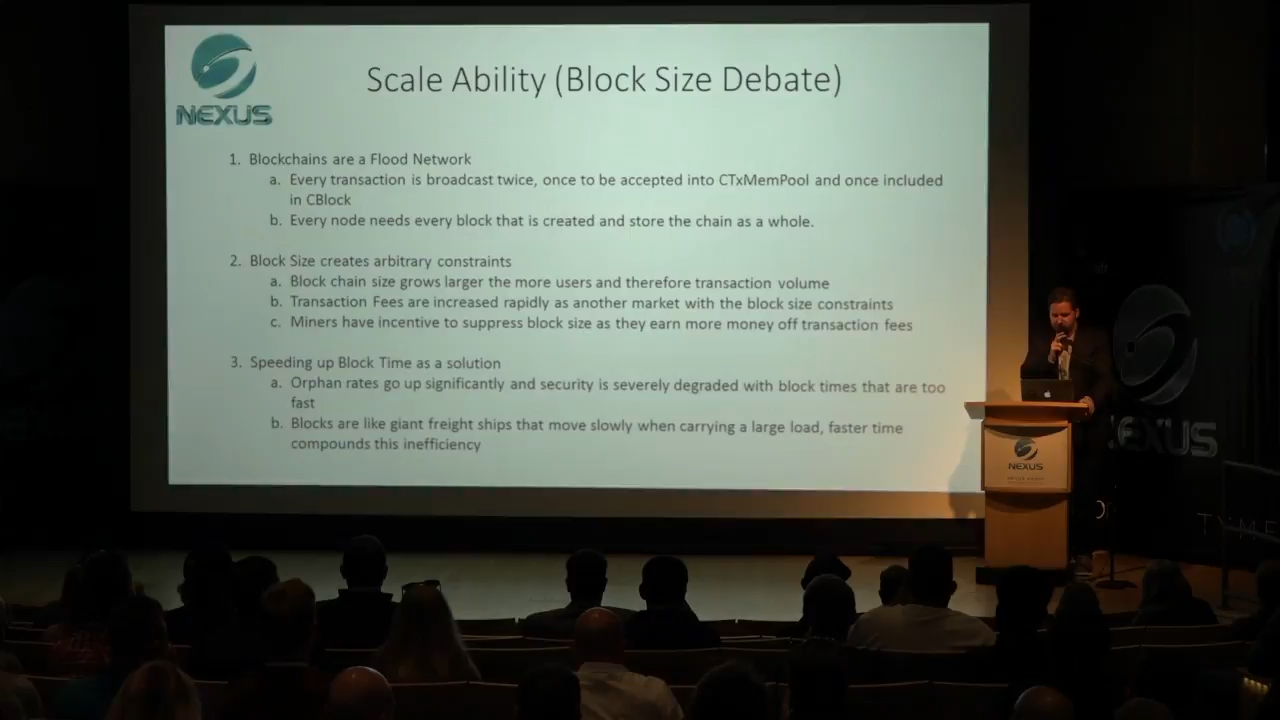 NEXUS
Scale Ability (Block Size Debate)
1. Blockchains are a Flood Network
a. Every transaction is broadcast twice, once to be accepted into CTxMemPool and once included
in CBlock
b. Every node needs every block that is created and store the chain as a whole.
2. Block Size creates arbitrary constraints
a. Block chain size grows larger the more users and therefore transaction volume
b. Transaction Fees are increased rapidly as another market with the block size constraints
c. Miners have incentive to suppress block size as they earn more money off transaction fees
3. Speeding up Block Time as a solution
a. Orphan rates go up significantly and security is severely degraded with block times that are too
fast
b. Blocks are like giant freight ships that move slowly when carrying a large load, faster time
compounds this inefficiency
NEXUS
NEXUS